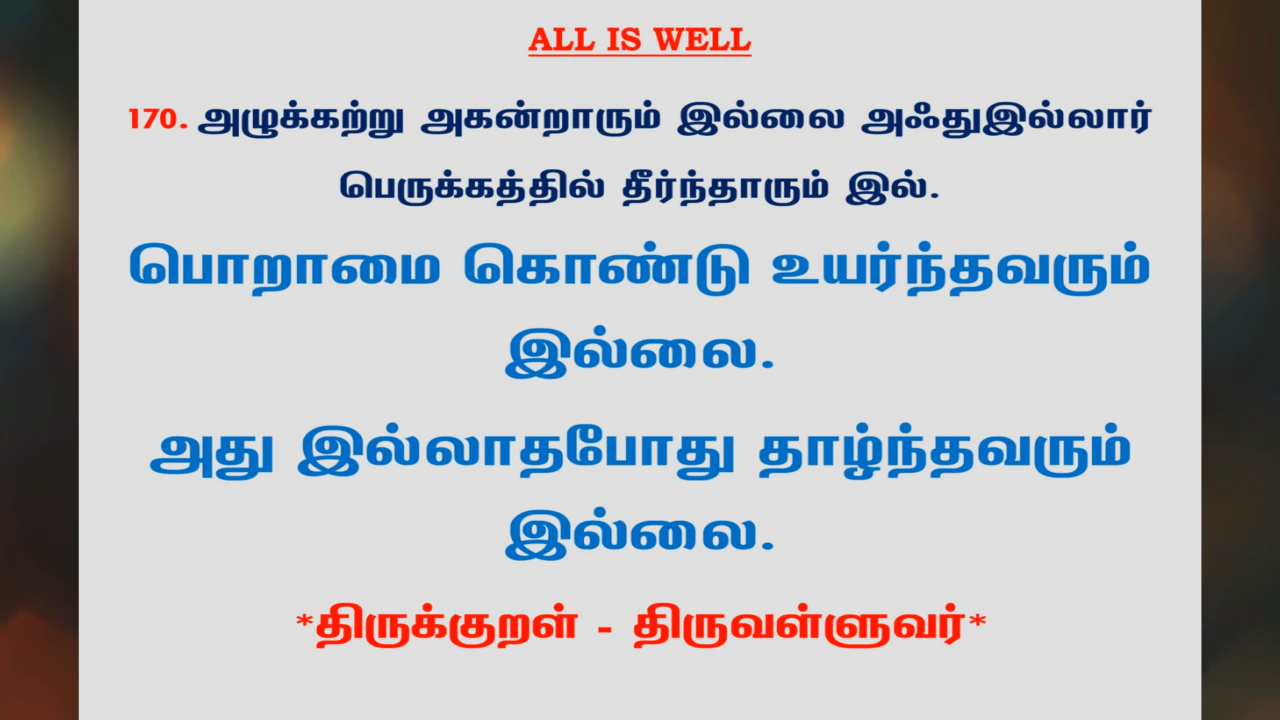 ALL IS WELL
170. அழுக்கற்று அகன்றாரும் இல்லை அஃதுஇல்லார்
பெருக்கத்தில் தீர்ந்தாரும் இல்.
பொறாமை கொண்டு உயர்ந்தவரும்
இல்லை.
அது இல்லாதபோது தாழ்ந்தவரும்
இல்லை.
*திருக்குறள் - திருவள்ளுவர்*